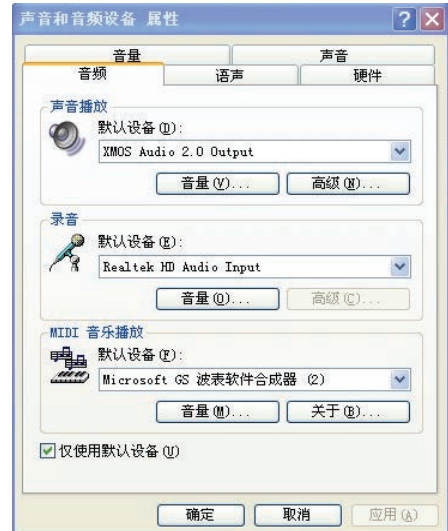 声音和音频设备 属性
音量
声音
音频
语声
硬件
声音播放
默认设备(D):
XMOS Audio 2.0 Output
音量(V)...
高级(N)...
录音
默认设备(E):
Realtek HD Audio Input
音量(O)...
高级(C)...
MIDI 音乐播放
默认设备(F):
Microsoft GS 波表软件合成器 (2)
音量(M)...
关于(B)...
仅使用默认设备(U)
确定
取消
应用(A)